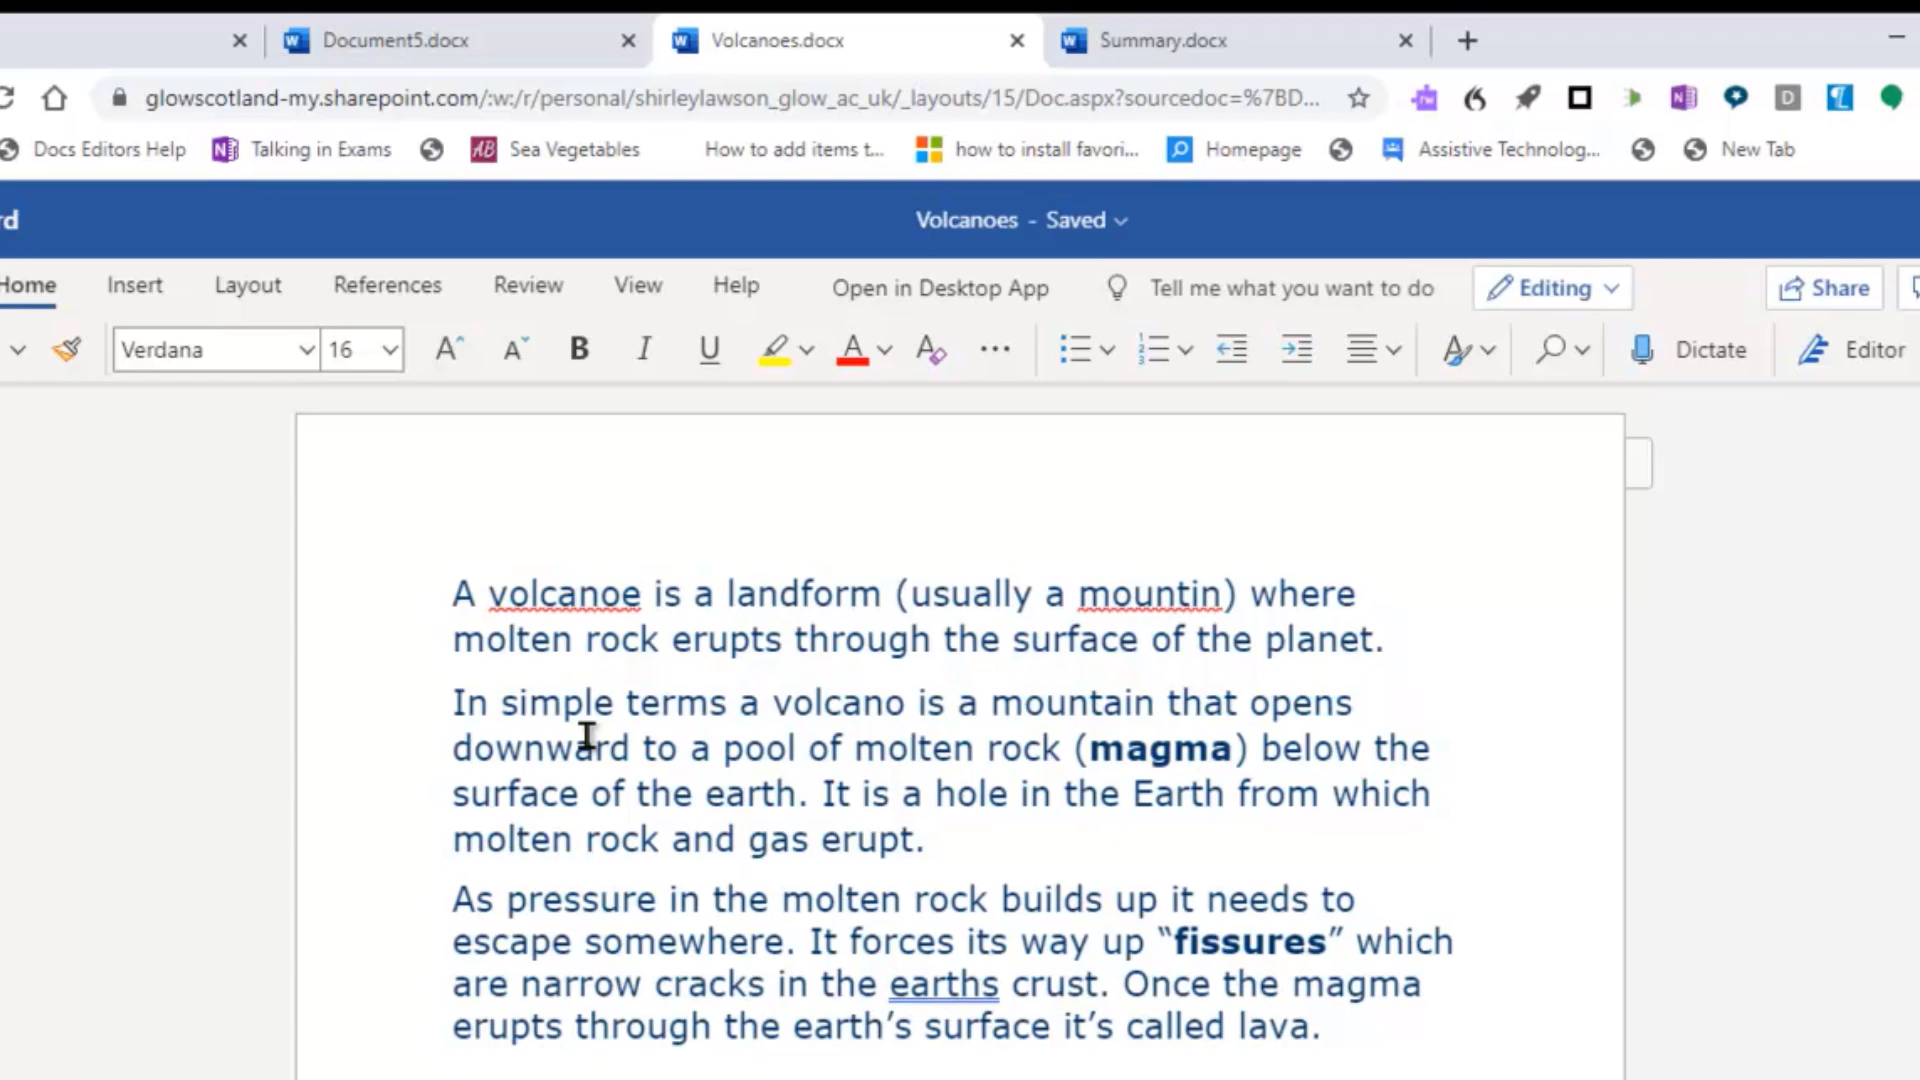 Document5.docx
Volcanoes.docx
Summary.docx
glowscotland-my.sharepoint.com/:w:/r/personal/shirleylawson_glow_ac_uk/_layouts/15/Doc.aspx?sourcedoc=%7BD...
Docs Editors Help
Talking in Exams
Sea Vegetables
How to add items t...
how to install favori...
Homepage
Assistive Technolog...
New Tab
rd
Volcanoes - Saved
Home
Insert
Layout
References
Review
View
Help
Open in Desktop App
Tell me what you want to do
Editing
Share
Verdana
16
Dictate
Editor
A volcanoe is a landform (usually a mountin) where
molten rock erupts through the surface of the planet.
In simple terms a volcano is a mountain that opens
downward to a pool of molten rock (magma) below the
surface of the earth. It is a hole in the Earth from which
molten rock and gas erupt.
As pressure in the molten rock builds up it needs to
escape somewhere. It forces its way up “fissures” which
are narrow cracks in the earths crust. Once the magma
erupts through the earth’s surface it’s called lava.